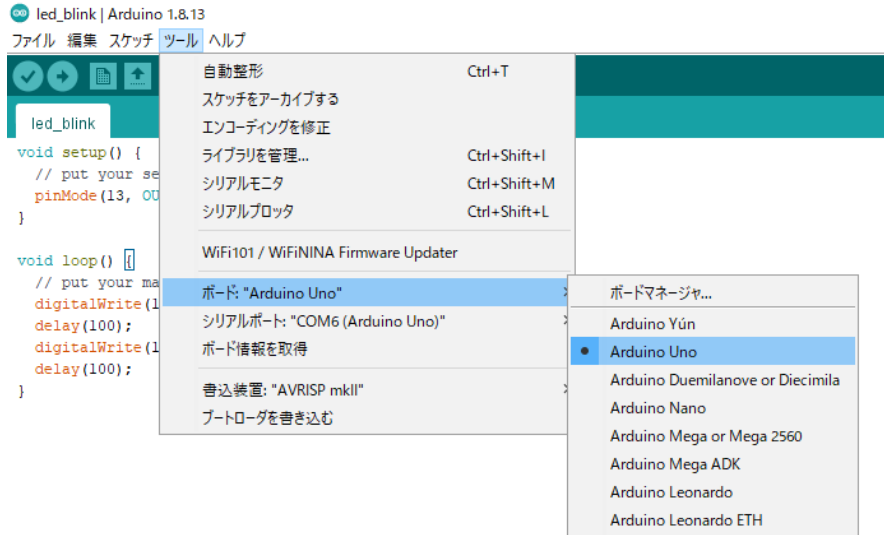 led_blink | Arduino 1.8.13
ファイル 編集 スケッチ ツール ヘルプ
led_blink
void setup() {
// put your se
pinMode(13, OU
}
void loop() {
// put your ma
digitalWrite(1
delay(100);
digitalWrite(1
delay(100);
}
自動整形 Ctrl+T
スケッチをアーカイブする
エンコーディングを修正
ライブラリを管理... Ctrl+Shift+I
シリアルモニタ Ctrl+Shift+M
シリアルプロッタ Ctrl+Shift+L
WiFi101 / WiFiNINA Firmware Updater
ボード: "Arduino Uno"
シリアルポート: "COM6 (Arduino Uno)"
ボード情報を取得
書込装置: "AVRISP mkII"
ブートローダを書き込む
ボードマネージャ...
Arduino Yún
Arduino Uno
Arduino Duemilanove or Diecimila
Arduino Nano
Arduino Mega or Mega 2560
Arduino Mega ADK
Arduino Leonardo
Arduino Leonardo ETH